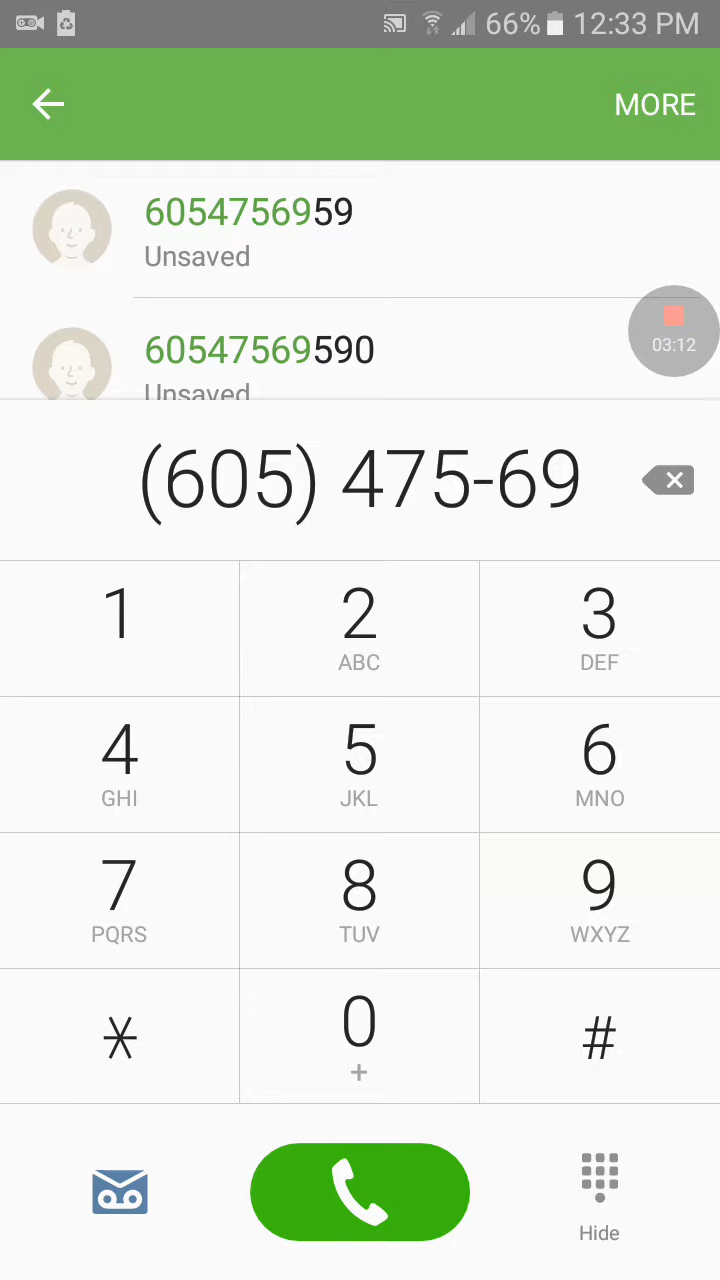 66% 12:33 PM
MORE
6054756959
Unsaved
60547569590
Unsaved
03:12
(605) 475-69
1
2
3
ABC
DEF
4
5
6
GHI
JKL
MNO
7
8
9
PQRS
TUV
WXYZ
*
0
#
+
Hide